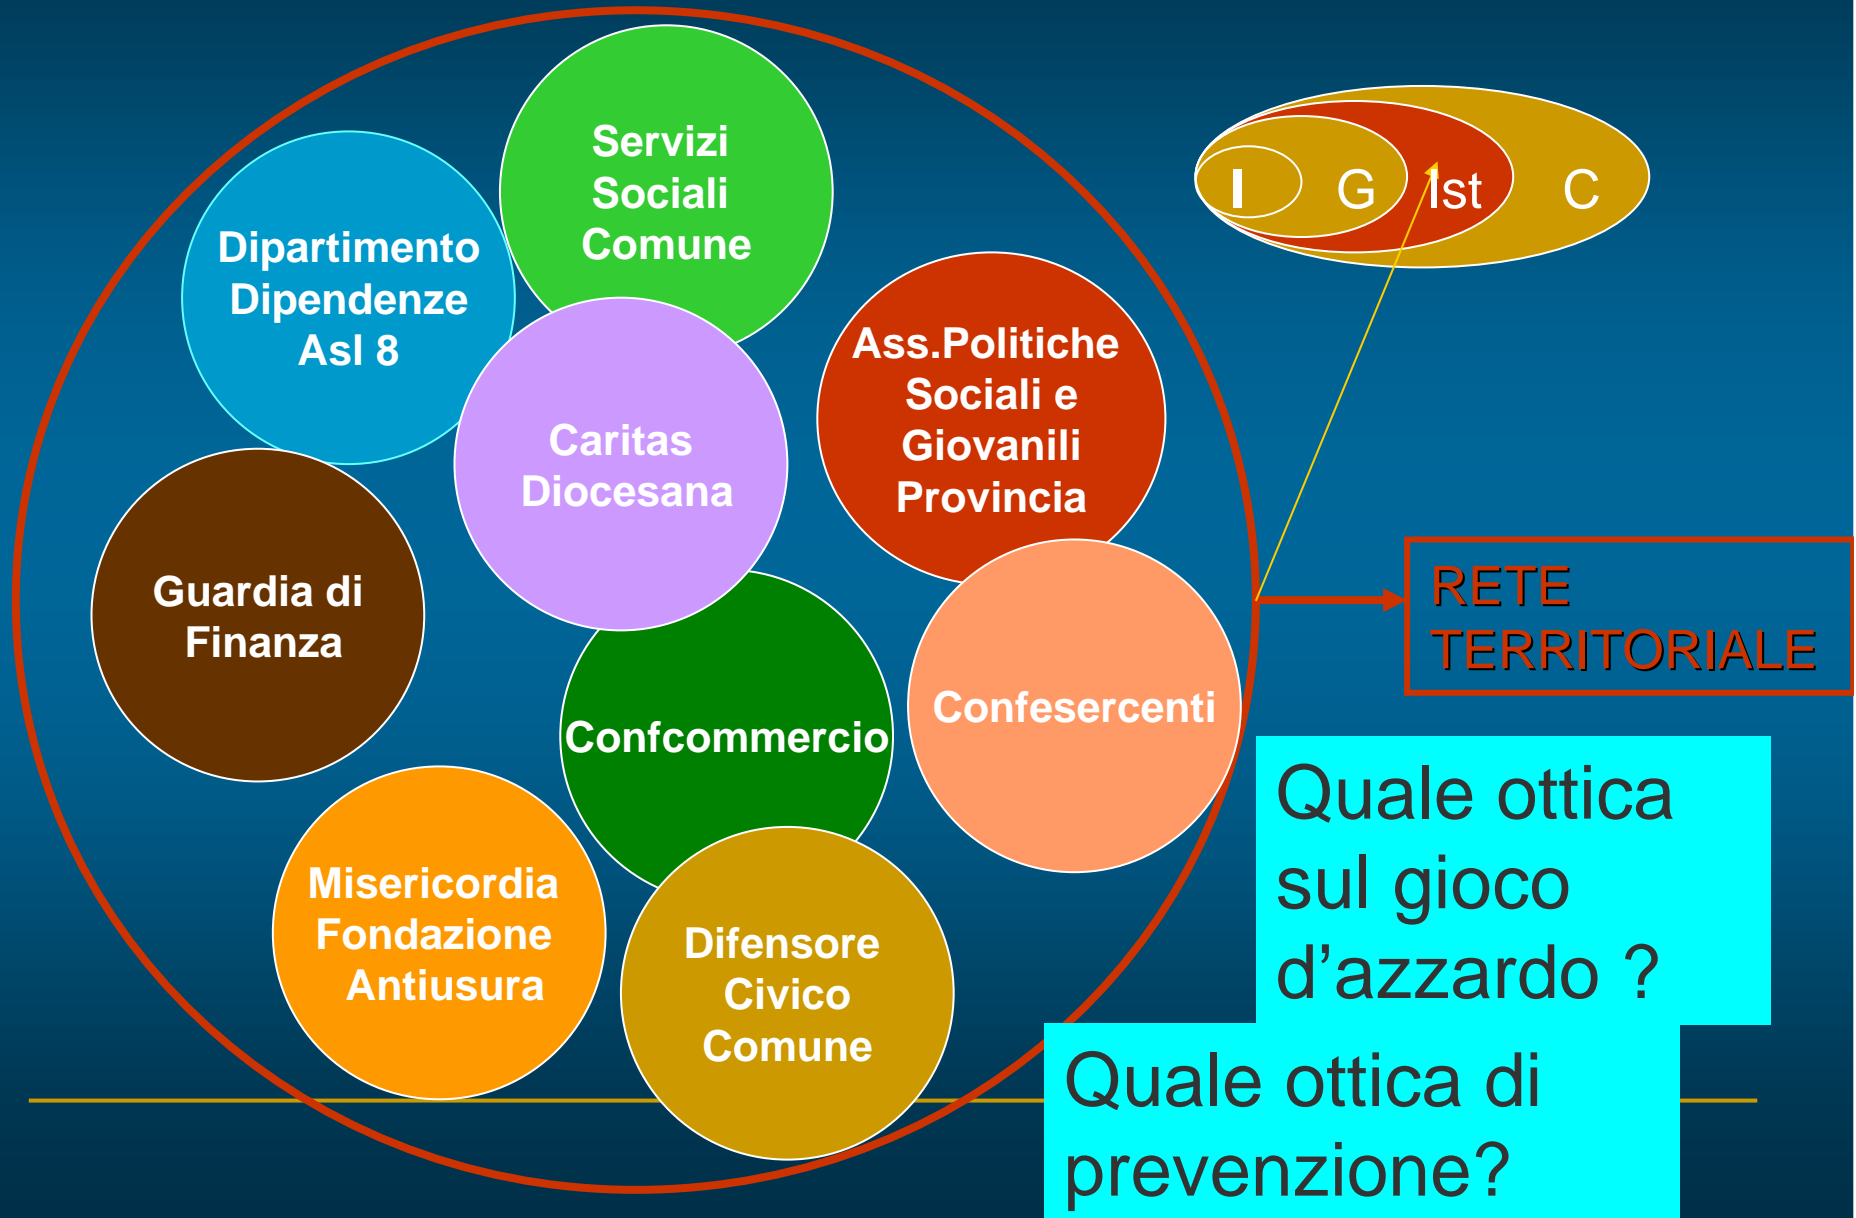 Servizi
Sociali
Comune
Dipartimento
Dipendenze
Asl 8
I G Ist C
Ass.Politiche
Sociali e
Giovanili
Provincia
Caritas
Diocesana
Guardia di
Finanza
RETE
TERRITORIALE
Confcommercio
Confesercenti
Quale ottica
sul gioco
d’azzardo ?
Misericordia
Fondazione
Antiusura
Difensore
Civico
Comune
Quale ottica di
prevenzione?